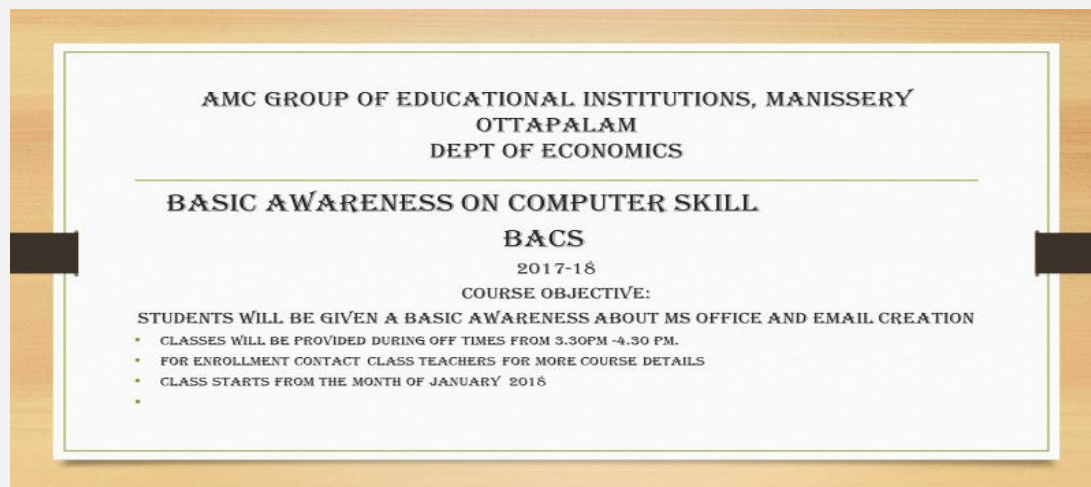 AMC GROUP OF EDUCATIONAL INSTITUTIONS, MANISSERY
OTTAPALAM
DEPT OF ECONOMICS
BASIC AWARENESS ON COMPUTER SKILL
BACS
2017-18
COURSE OBJECTIVE:
STUDENTS WILL BE GIVEN A BASIC AWARENESS ABOUT MS OFFICE AND EMAIL CREATION
• CLASSES WILL BE PROVIDED DURING OFF TIMES FROM 3.30PM -4.30 PM.
• FOR ENROLLMENT CONTACT CLASS TEACHERS FOR MORE COURSE DETAILS
• CLASS STARTS FROM THE MONTH OF JANUARY 2018
•